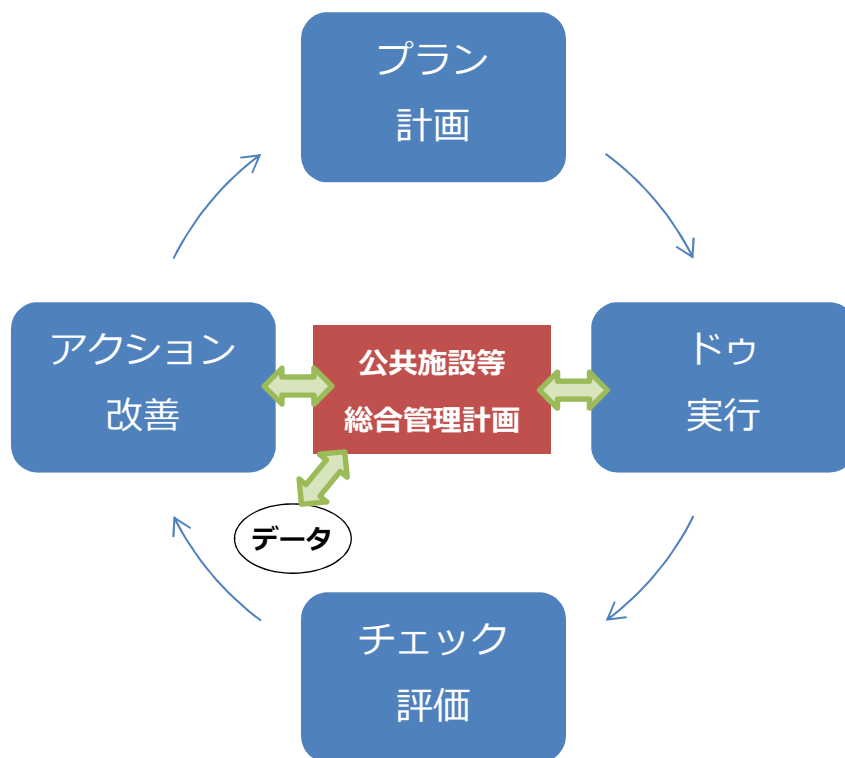 プラン
計画
アクション
改善
公共施設等
総合管理計画
ドゥ
実行
データ
チェック
評価